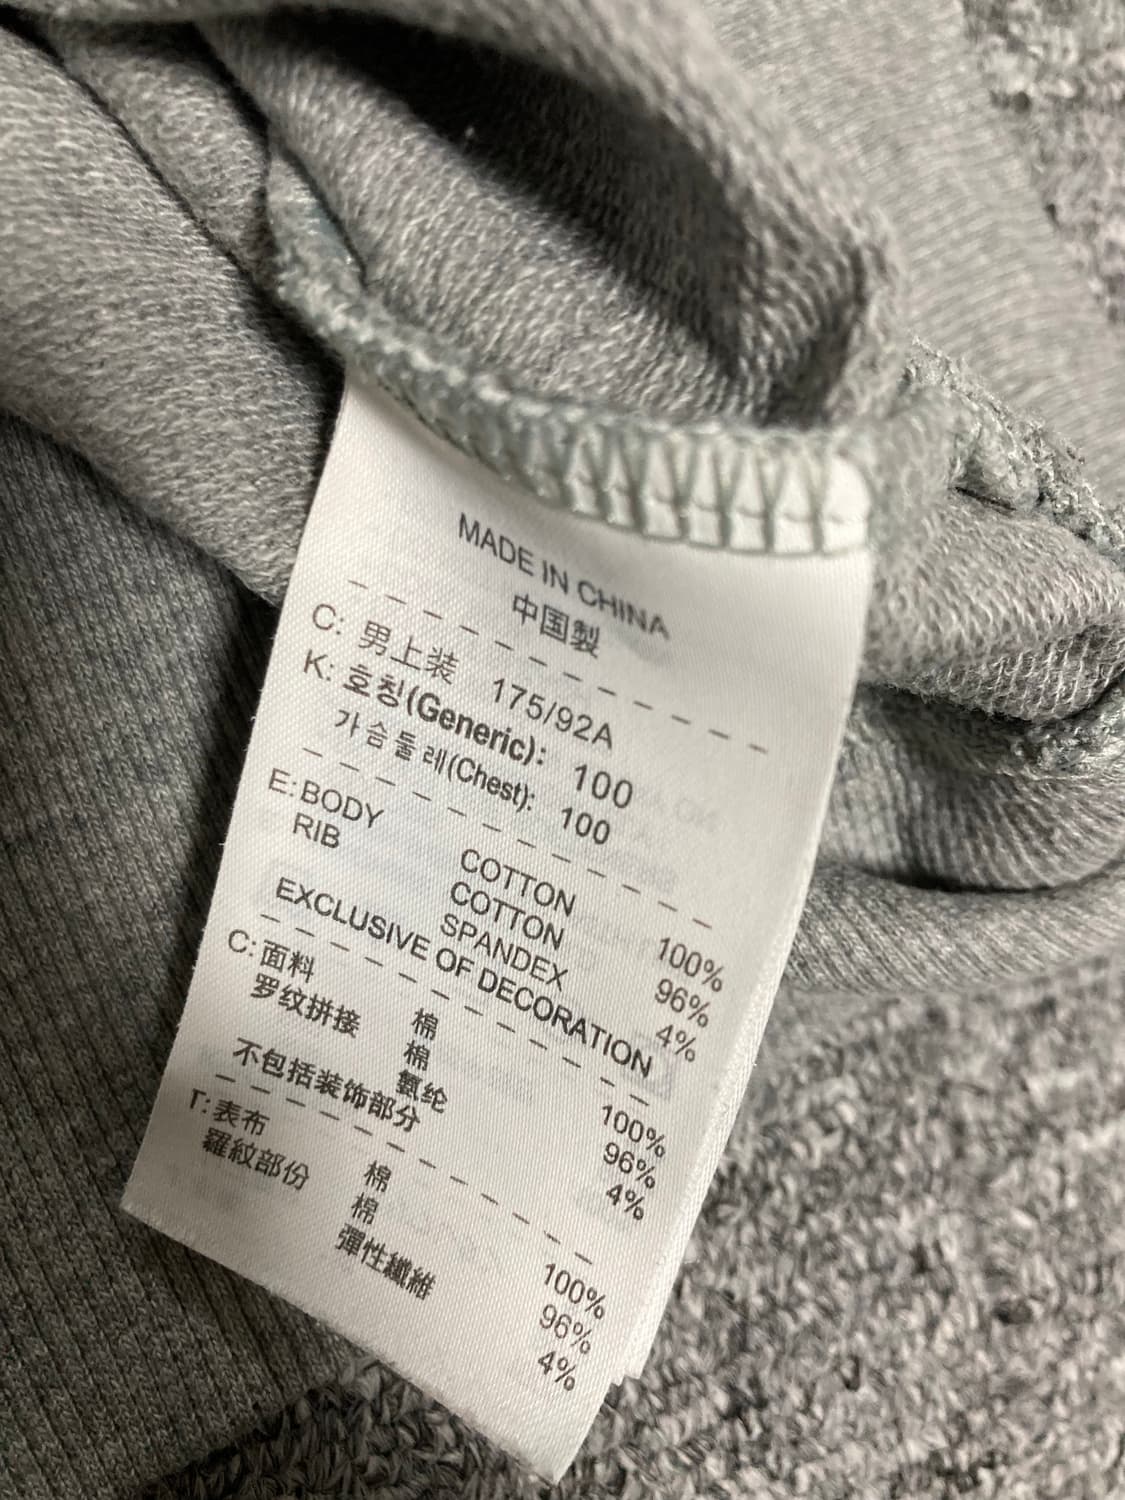 MADE IN CHINA
中国製
C: 男上装 175/92A
K: 호칭(Generic): 100
가슴둘레(Chest): 100
E: BODY COTTON 100%
RIB COTTON 96%
SPANDEX 4%
EXCLUSIVE OF DECORATION
C: 面料 棉 100%
罗纹拼接 棉 96%
氨纶 4%
不包括装饰部分
T: 表布 棉 100%
羅紋部份 棉 96%
彈性纖維 4%